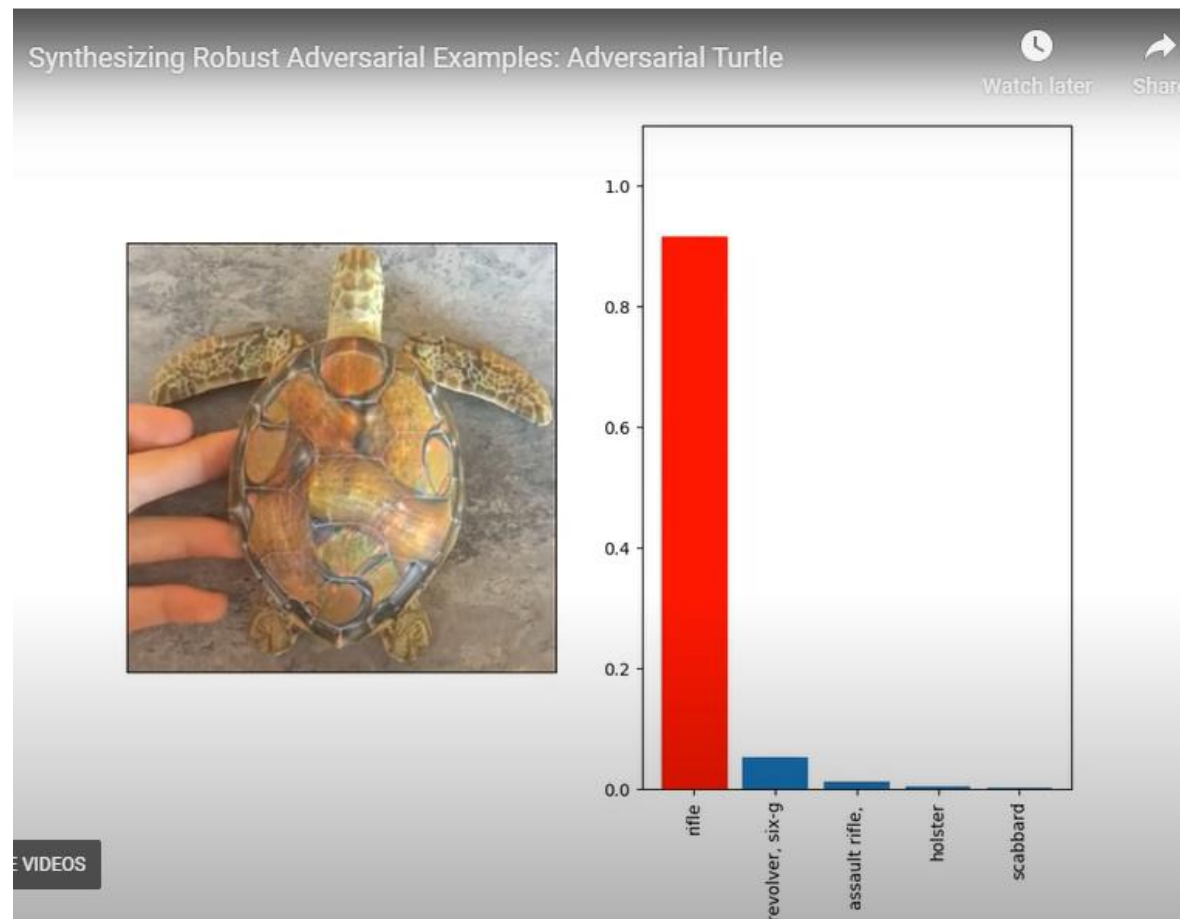 Synthesizing Robust Adversarial Examples: Adversarial Turtle
Watch later
Shar
1.0
0.8
0.6
0.4
0.2
0.0
rifle
revolver, six-g
assault rifle,
holster
scabbard
E VIDEOS